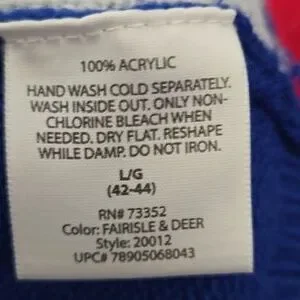 100% ACRYLIC
HAND WASH COLD SEPARATELY.
WASH INSIDE OUT. ONLY NON-
CHLORINE BLEACH WHEN
NEEDED. DRY FLAT. RESHAPE
WHILE DAMP. DO NOT IRON.
L/G
(42-44)
RN# 73352
Color: FAIRISLE & DEER
Style: 20012
UPC# 78905068043